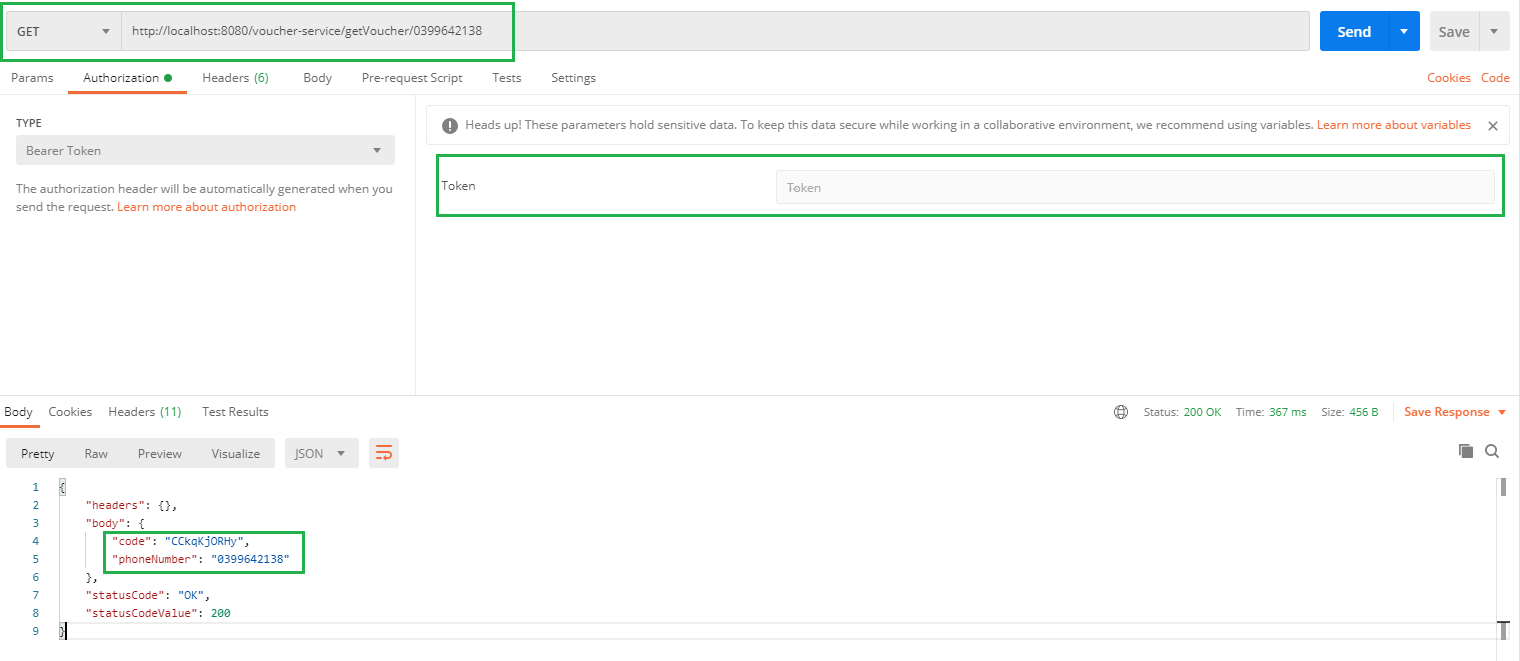 GET http://localhost:8080/voucher-service/getVoucher/0399642138 Send Save
Params Authorization Headers (6) Body Pre-request Script Tests Settings Cookies Code
TYPE
Bearer Token
The authorization header will be automatically generated when you
send the request. Learn more about authorization
Heads up! These parameters hold sensitive data. To keep this data secure while working in a collaborative environment, we recommend using variables. Learn more about variables
Token Token
Body Cookies Headers (11) Test Results Status: 200 OK Time: 367 ms Size: 456 B Save Response
Pretty Raw Preview Visualize JSON
1 {
2 "headers": {},
3 "body": {
4 "code": "CCkqKjORHy",
5 "phoneNumber": "0399642138"
6 },
7 "statusCode": "OK",
8 "statusCodeValue": 200
9 }